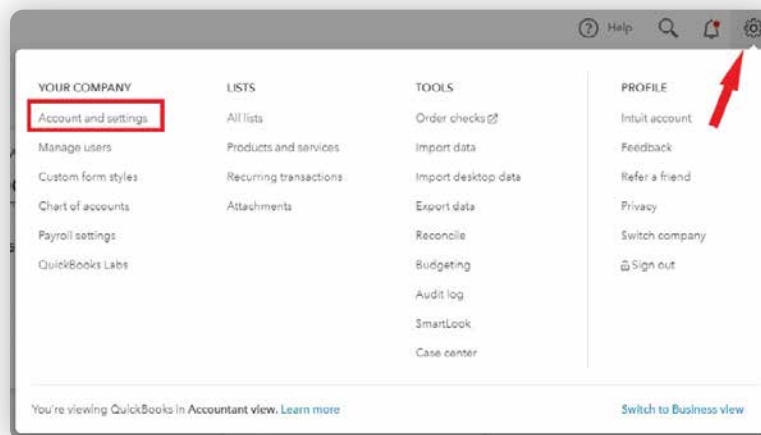 Help
YOUR COMPANY
Account and settings
Manage users
Custom form styles
Chart of accounts
Payroll settings
QuickBooks Labs
LISTS
All lists
Products and services
Recurring transactions
Attachments
TOOLS
Order checks
Import data
Import desktop data
Export data
Reconcile
Budgeting
Audit log
SmartLook
Case center
PROFILE
Intuit account
Feedback
Refer a friend
Privacy
Switch company
Sign out
You're viewing QuickBooks in Accountant view. Learn more
Switch to Business view